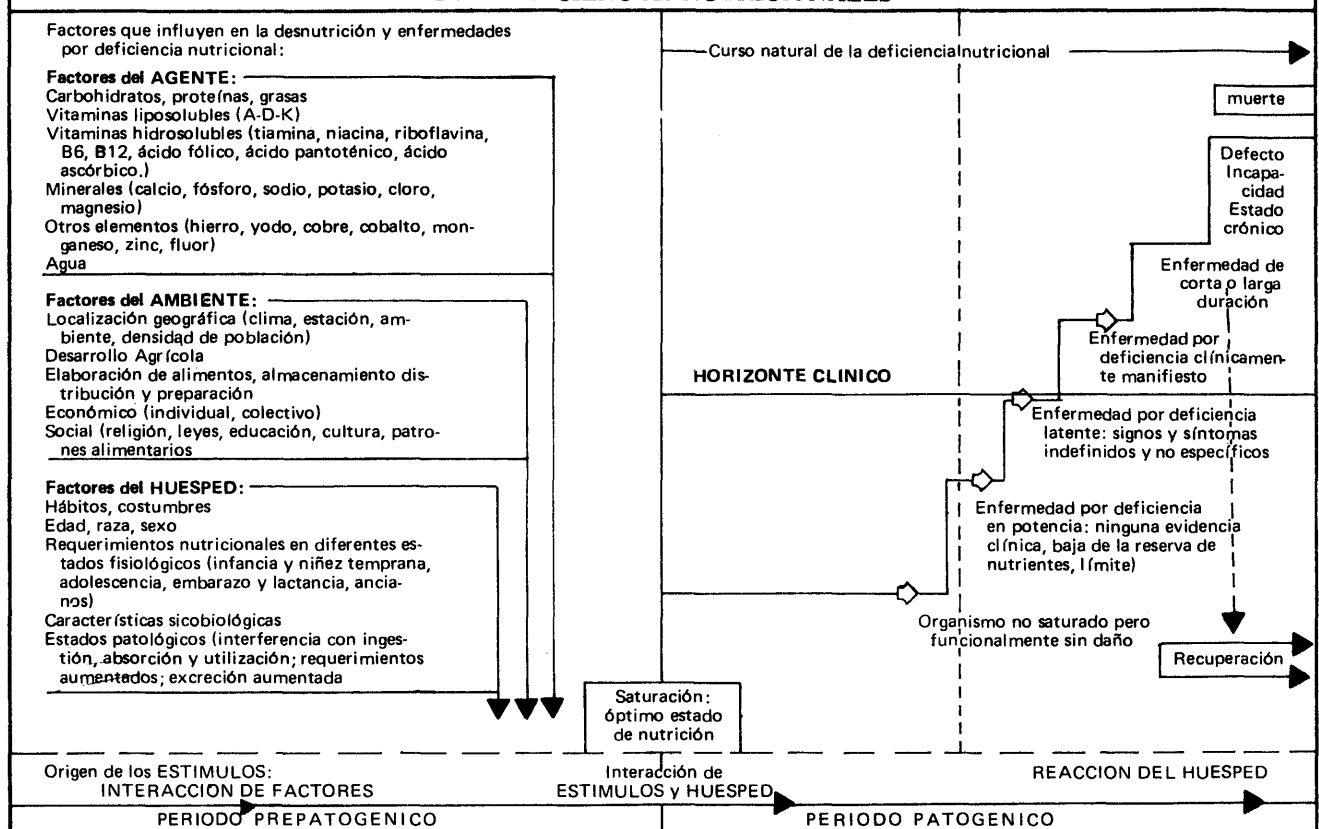 Factores que influyen en la desnutrición y enfermedades
por deficiencia nutricional:
Factores del AGENTE:
Carbohidratos, proteínas, grasas
Vitaminas liposolubles (A-D-K)
Vitaminas hidrosolubles (tiamina, niacina, riboflavina,
B6, B12, ácido fólico, ácido pantoténico, ácido
ascórbico.)
Minerales (calcio, fósforo, sodio, potasio, cloro,
magnesio)
Otros elementos (hierro, yodo, cobre, cobalto, mon-
ganeso, zinc, fluor)
Agua
Factores del AMBIENTE:
Localización geográfica (clima, estación, am-
biente, densidad de población)
Desarrollo Agrícola
Elaboración de alimentos, almacenamiento dis-
tribución y preparación
Económico (individual, colectivo)
Social (religión, leyes, educación, cultura, patro-
nes alimentarios
Factores del HUESPED:
Hábitos, costumbres
Edad, raza, sexo
Requerimientos nutricionales en diferentes es-
tados fisiológicos (infancia y niñez temprana,
adolescencia, embarazo y lactancia, ancia-
nos)
Características sicobiológicas
Estados patológicos (interferencia con inges-
tión, absorción y utilización; requerimientos
aumentados; excreción aumentada
Curso natural de la deficiencia nutricional
muerte
Defecto
Incapa-
cidad
Estado
crónico
Enfermedad de
corta o larga
duración
Enfermedad por
deficiencia clínicamen-
te manifiesto
HORIZONTE CLINICO
Enfermedad por deficiencia
latente: signos y síntomas
indefinidos y no específicos
Enfermedad por deficiencia
en potencia: ninguna evidencia
clínica, baja de la reserva de
nutrientes, límite)
Organismo no saturado pero
funcionalmente sin daño
Recuperación
Saturación:
óptimo estado
de nutrición
Origen de los ESTIMULOS:
INTERACCION DE FACTORES
Interacción de
ESTIMULOS y HUESPED
REACCION DEL HUESPED
PERIODO PREPATOGENICO
PERIODO PATOGENICO